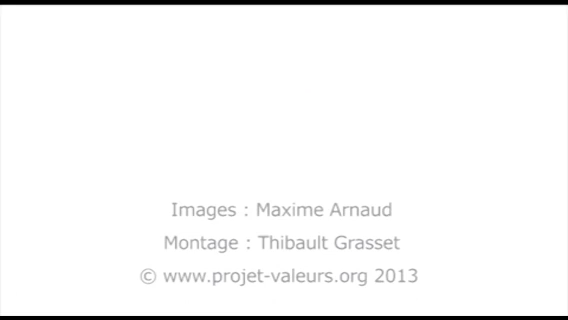 Images : Maxime Arnaud
Montage : Thibault Grasset
© www.projet-valeurs.org 2013